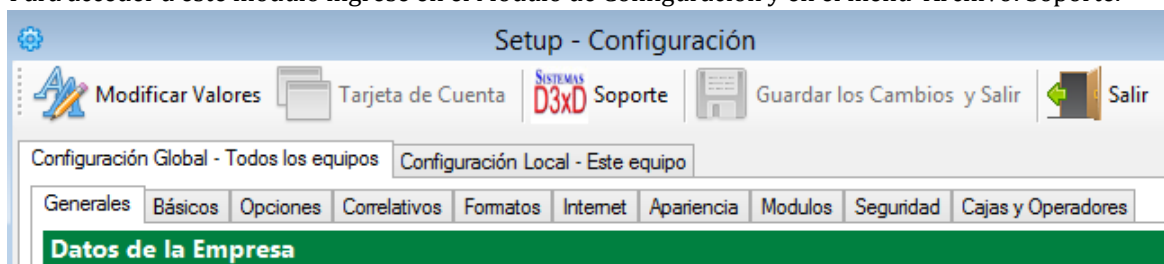 Para acceder a este módulo ingrese en el Módulo de Configuración y en el menú Archivo: Soporte.
Setup - Configuración
Modificar Valores Tarjeta de Cuenta SISTEMAS D3xD Soporte Guardar los Cambios y Salir Salir
Configuración Global - Todos los equipos Configuración Local - Este equipo
Generales Básicos Opciones Correlativos Formatos Internet Apariencia Modulos Seguridad Cajas y Operadores
Datos de la Empresa